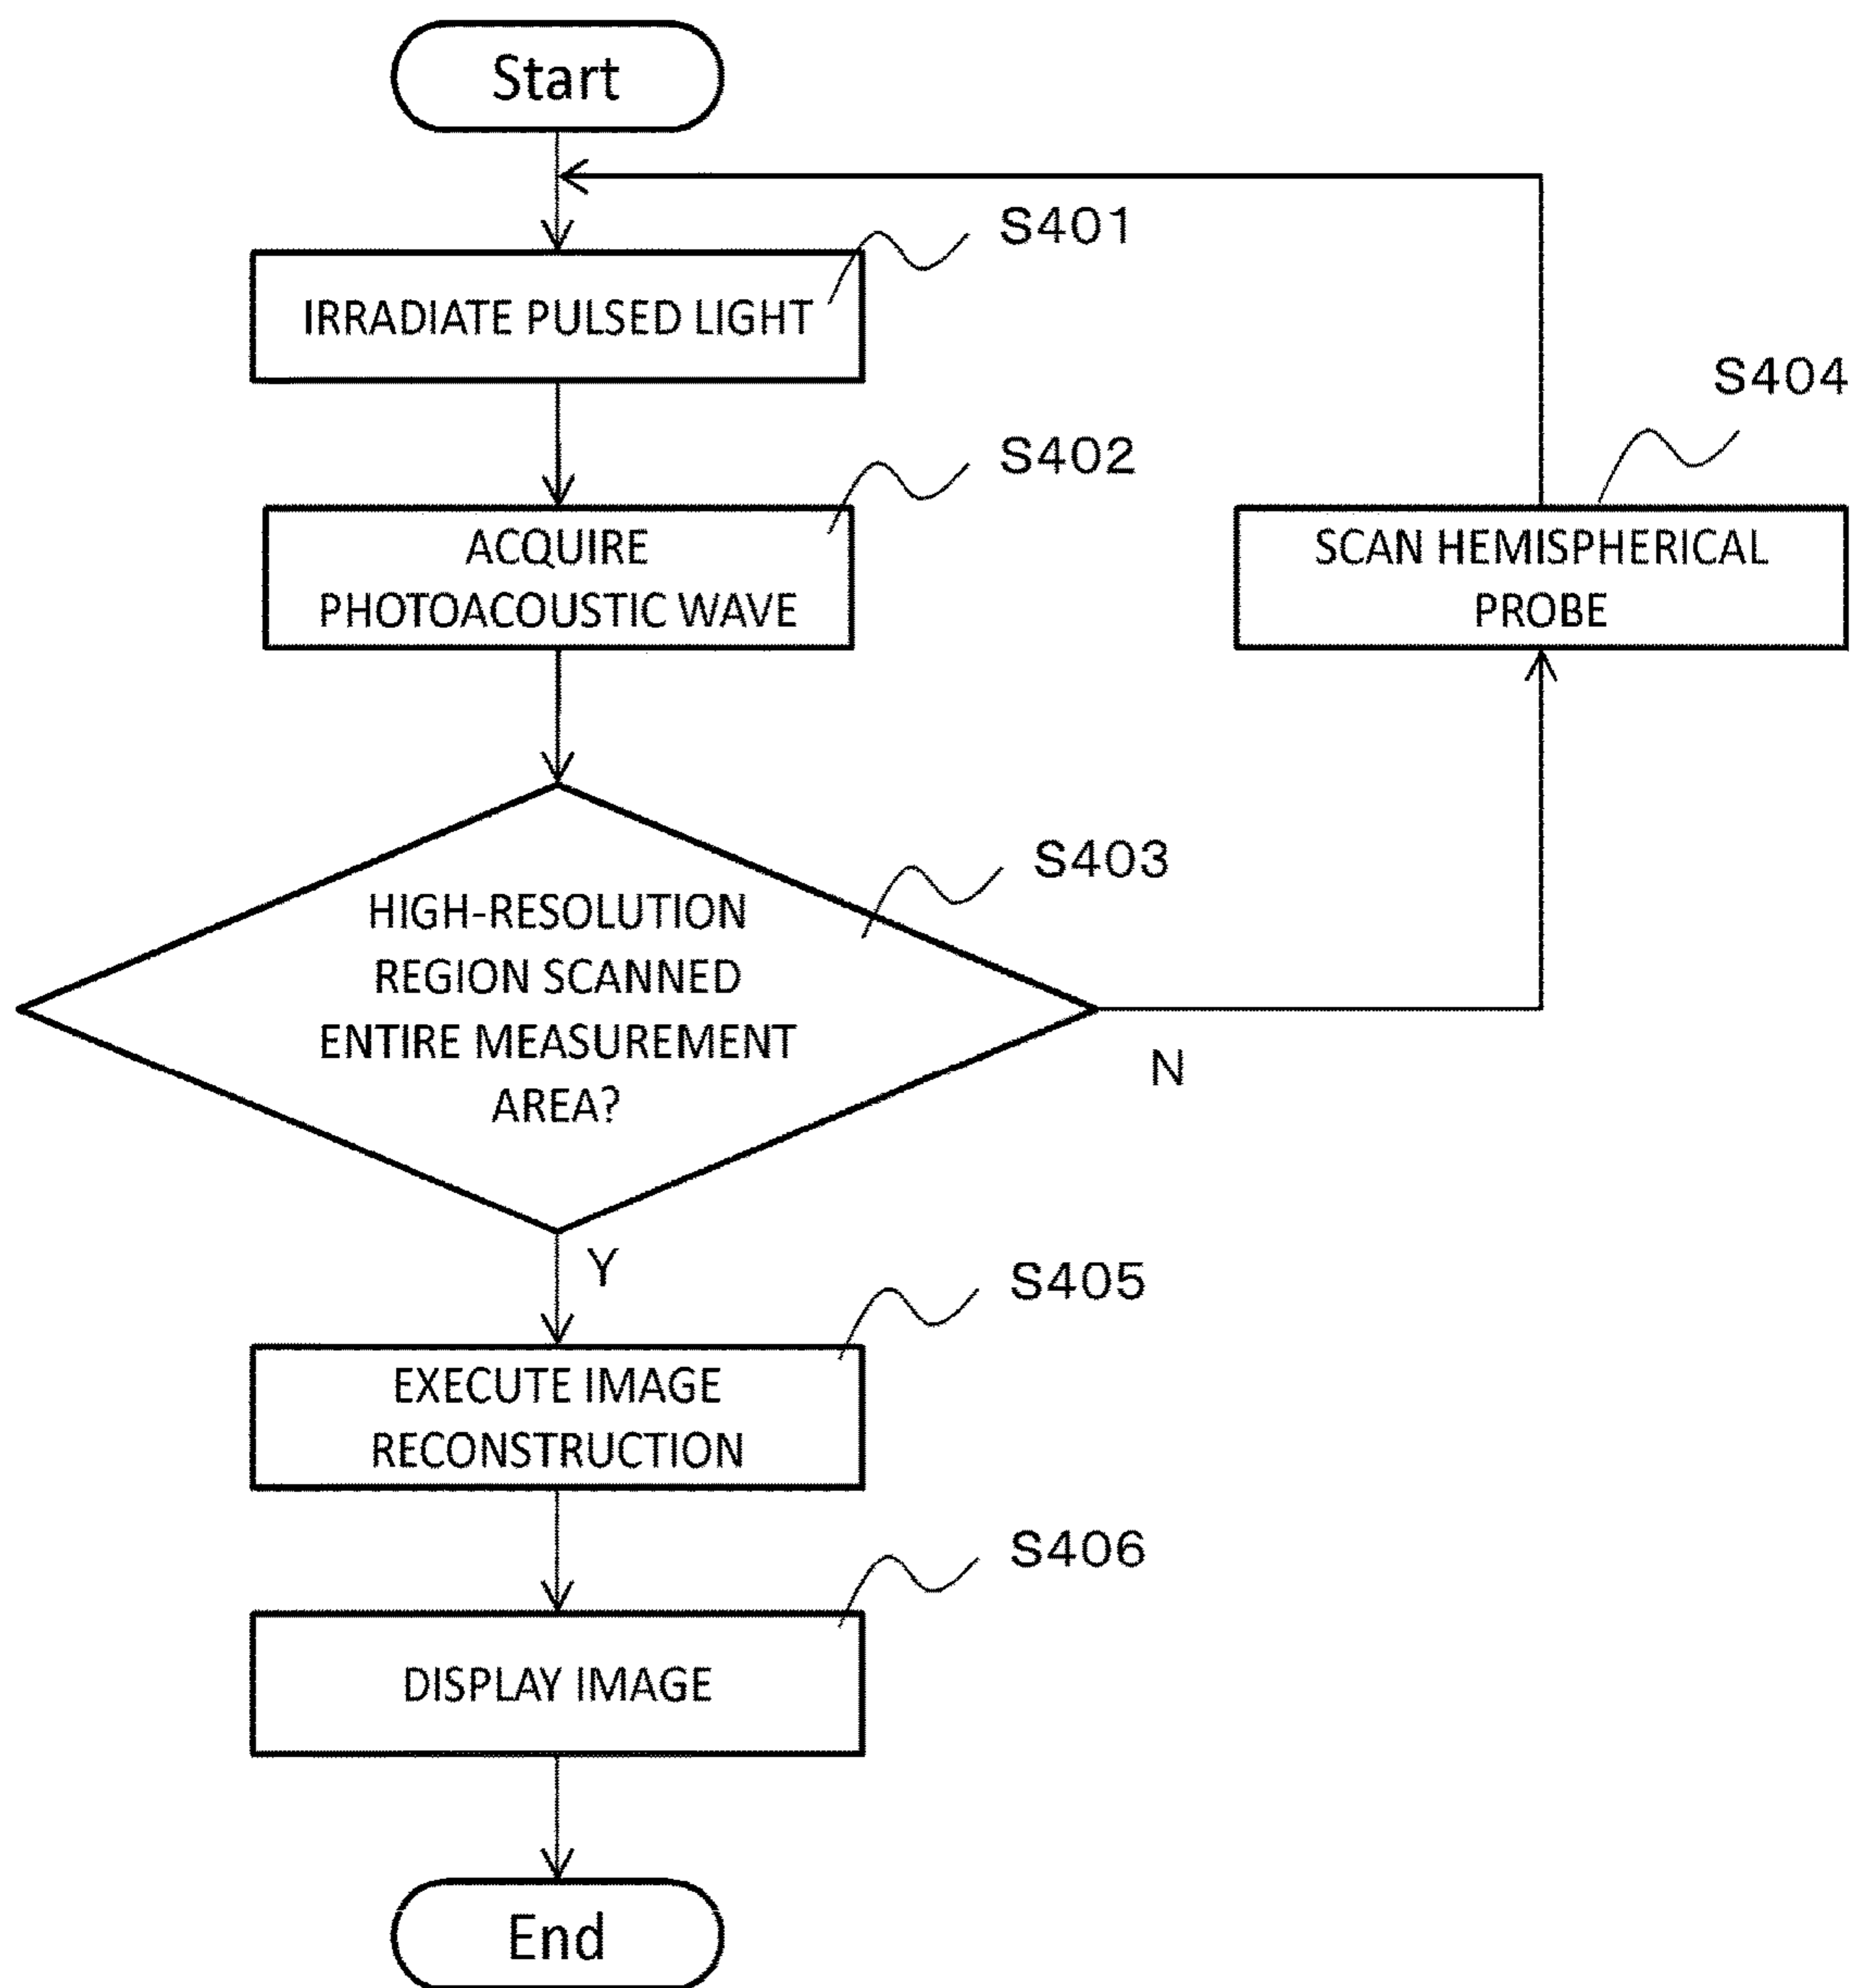 Start
S401
IRRADIATE PULSED LIGHT
S402
ACQUIRE
PHOTOACOUSTIC WAVE
S403
HIGH-RESOLUTION
REGION SCANNED
ENTIRE MEASUREMENT
AREA?
N
S404
SCAN HEMISPHERICAL
PROBE
Y
S405
EXECUTE IMAGE
RECONSTRUCTION
S406
DISPLAY IMAGE
End